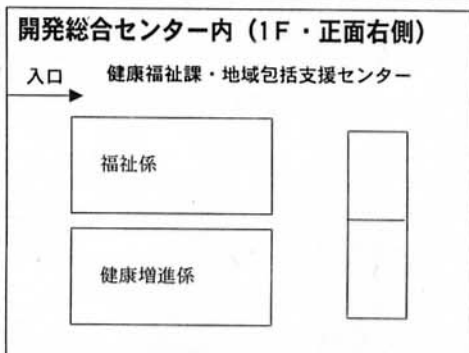 開発総合センター内（1F・正面右側）
入口
健康福祉課・地域包括支援センター
福祉係
健康増進係